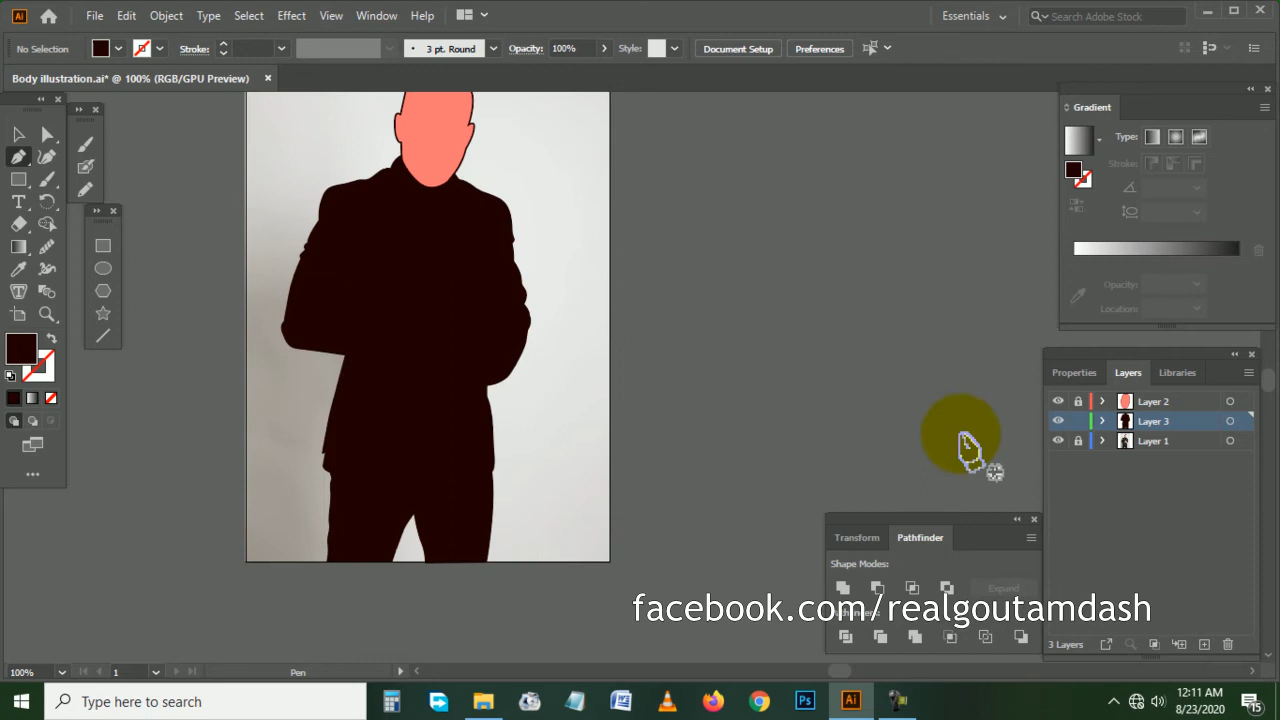 Ai File Edit Object Type Select Effect View Window Help Essentials Search Adobe Stock
No Selection Stroke: 3 pt. Round Opacity: 100% Style: Document Setup Preferences
Body illustration.ai* @ 100% (RGB/GPU Preview)
Gradient
Type:
Stroke:
Opacity:
Location:
Properties Layers Libraries
Layer 2
Layer 3
Layer 1
Transform Pathfinder
Shape Modes:
Expand
facebook.com/realgoutamdash
3 Layers
100% 1 Pen
Type here to search
Ps Ai
12:11 AM
8/23/2020
15